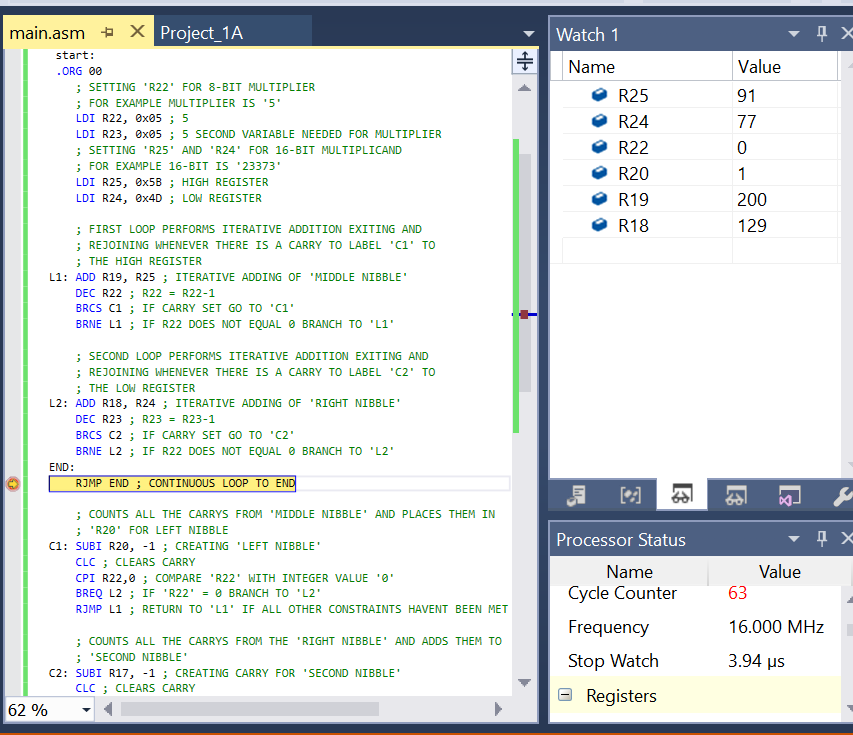 main.asm
Project_1A
start:
.ORG 00
; SETTING 'R22' FOR 8-BIT MULTIPLIER
; FOR EXAMPLE MULTIPLIER IS '5'
LDI R22, 0x05 ; 5
LDI R23, 0x05 ; 5 SECOND VARIABLE NEEDED FOR MULTIPLIER
; SETTING 'R25' AND 'R24' FOR 16-BIT MULTIPLICAND
; FOR EXAMPLE 16-BIT IS '23373'
LDI R25, 0x5B ; HIGH REGISTER
LDI R24, 0x4D ; LOW REGISTER
; FIRST LOOP PERFORMS ITERATIVE ADDITION EXITING AND
; REJOINING WHENEVER THERE IS A CARRY TO LABEL 'C1' TO
; THE HIGH REGISTER
L1: ADD R19, R25 ; ITERATIVE ADDING OF 'MIDDLE NIBBLE'
DEC R22 ; R22 = R22-1
BRCS C1 ; IF CARRY SET GO TO 'C1'
BRNE L1 ; IF R22 DOES NOT EQUAL 0 BRANCH TO 'L1'
; SECOND LOOP PERFORMS ITERATIVE ADDITION EXITING AND
; REJOINING WHENEVER THERE IS A CARRY TO LABEL 'C2' TO
; THE LOW REGISTER
L2: ADD R18, R24 ; ITERATIVE ADDING OF 'RIGHT NIBBLE'
DEC R23 ; R23 = R23-1
BRCS C2 ; IF CARRY SET GO TO 'C2'
BRNE L2 ; IF R22 DOES NOT EQUAL 0 BRANCH TO 'L2'
END:
RJMP END ; CONTINUOUS LOOP TO END
; COUNTS ALL THE CARRYS FROM 'MIDDLE NIBBLE' AND PLACES THEM IN
; 'R20' FOR LEFT NIBBLE
C1: SUBI R20, -1 ; CREATING 'LEFT NIBBLE'
CLC ; CLEARS CARRY
CPI R22,0 ; COMPARE 'R22' WITH INTEGER VALUE '0'
BREQ L2 ; IF 'R22' = 0 BRANCH TO 'L2'
RJMP L1 ; RETURN TO 'L1' IF ALL OTHER CONSTRAINTS HAVENT BEEN MET
; COUNTS ALL THE CARRYS FROM THE 'RIGHT NIBBLE' AND ADDS THEM TO
; 'SECOND NIBBLE'
C2: SUBI R17, -1 ; CREATING CARRY FOR 'SECOND NIBBLE'
CLC ; CLEARS CARRY
62 %
Watch 1
Name Value
R25 91
R24 77
R22 0
R20 1
R19 200
R18 129
Processor Status
Name Value
Cycle Counter 63
Frequency 16.000 MHz
Stop Watch 3.94 µs
Registers